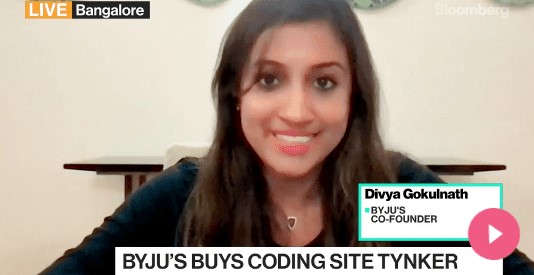 LIVE Bangalore
Bloomberg
Divya Gokulnath
BYJU'S
CO-FOUNDER
BYJU'S BUYS CODING SITE TYNKER